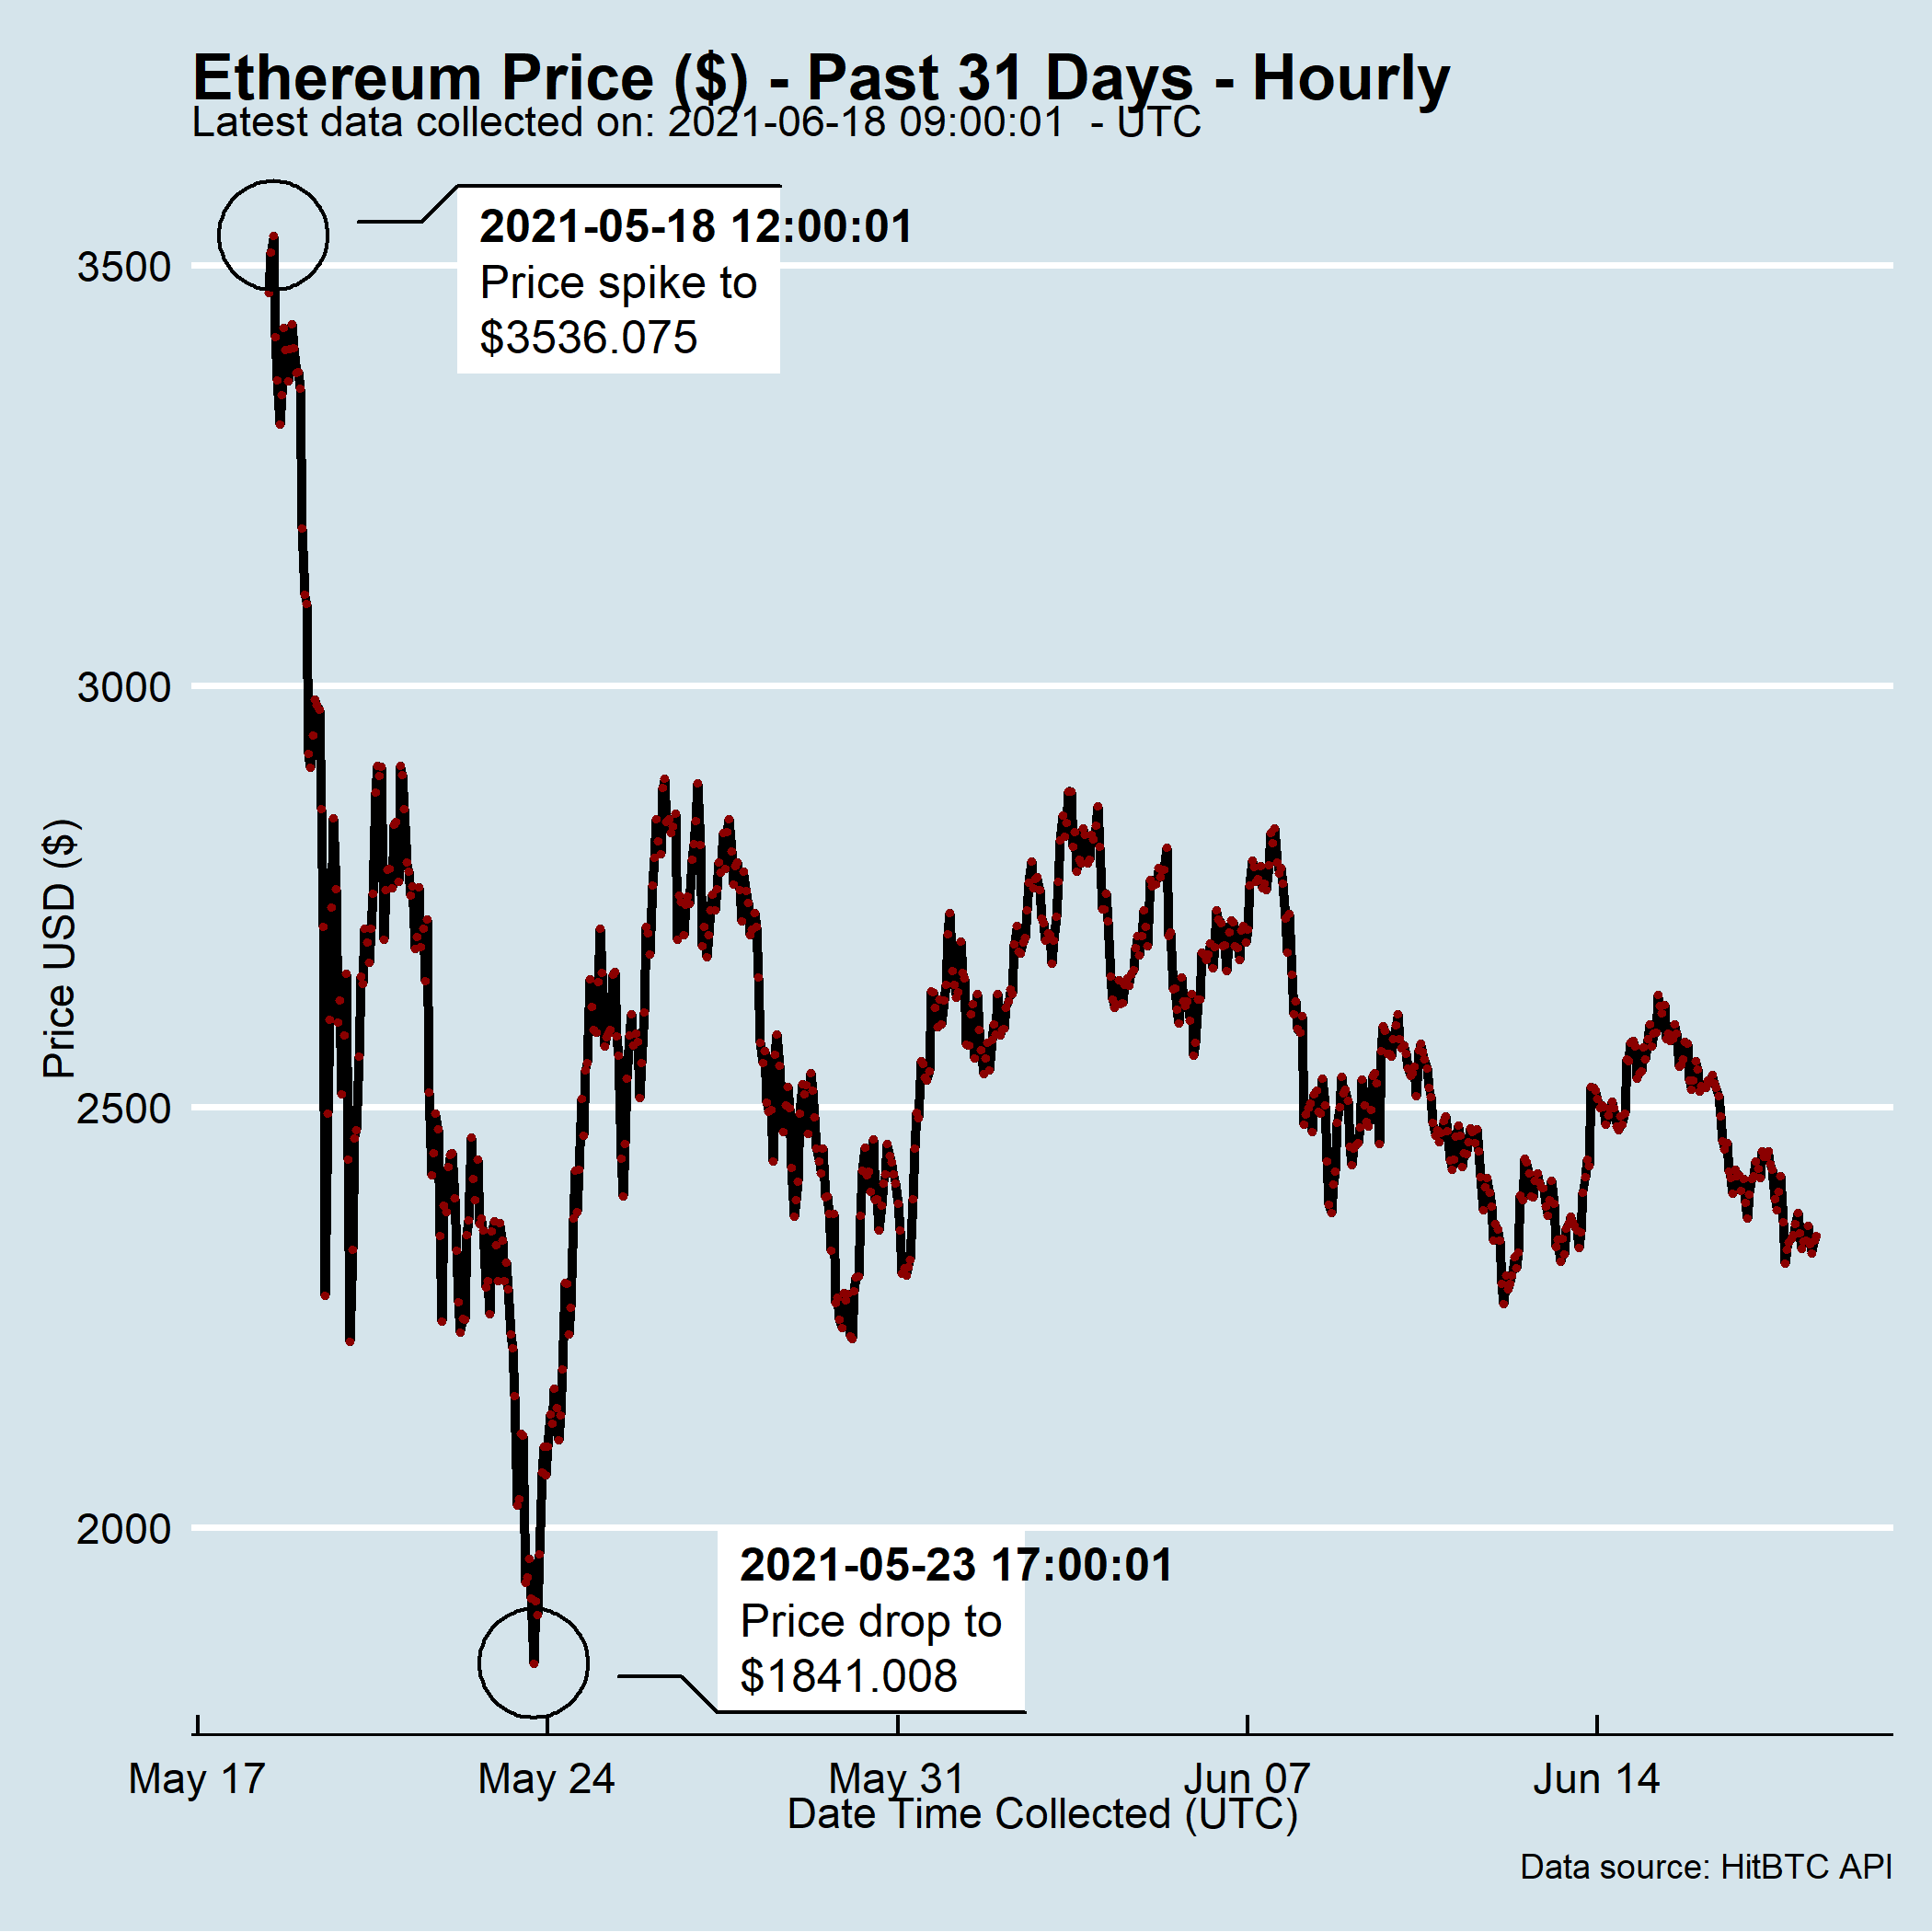 Ethereum Price ($) - Past 31 Days - Hourly
Latest data collected on: 2021-06-18 09:00:01  - UTC
2021-05-18 12:00:01
Price spike to
$3536.075
3500
3000
Price USD ($)
2500
2000
2021-05-23 17:00:01
Price drop to
$1841.008
May 17 May 24 May 31 Jun 07 Jun 14
Date Time Collected (UTC)
Data source: HitBTC API